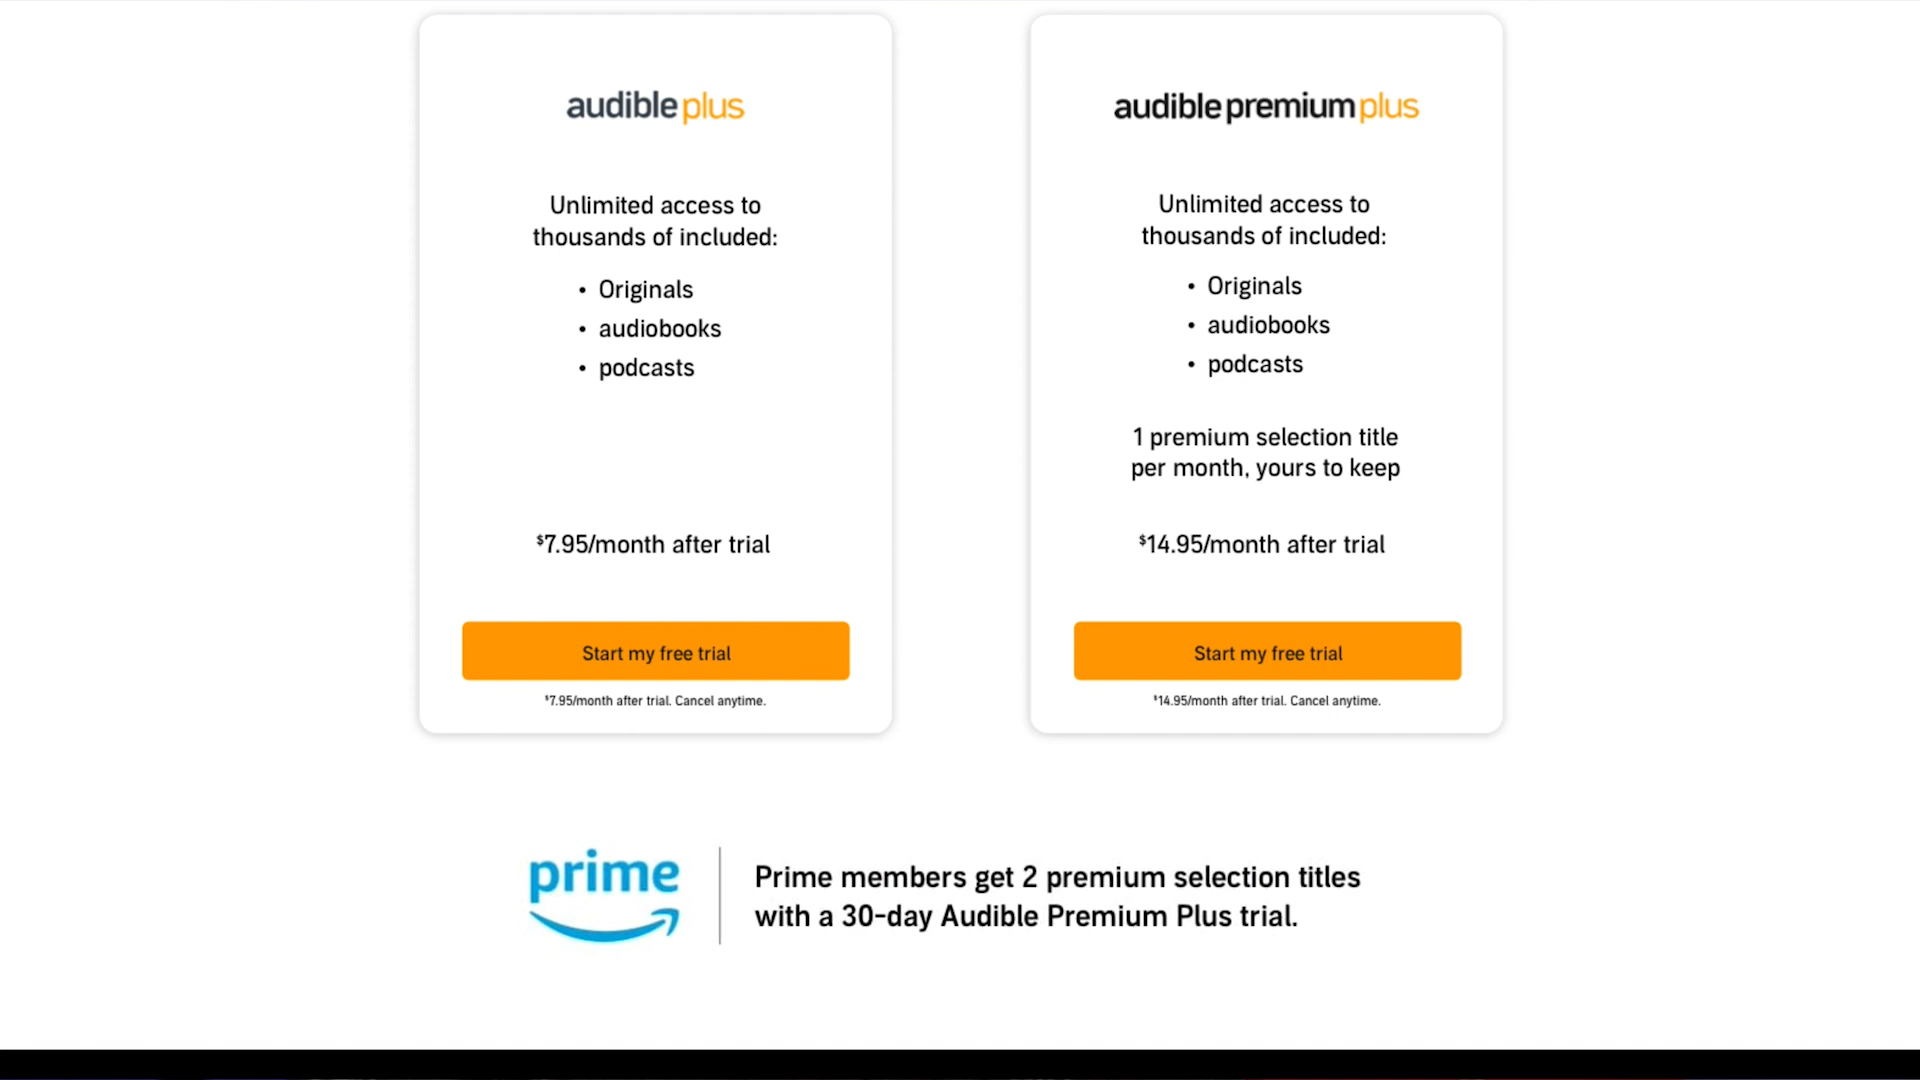 audible plus
Unlimited access to
thousands of included:
• Originals
• audiobooks
• podcasts
$7.95/month after trial
Start my free trial
$7.95/month after trial. Cancel anytime.
audible premium plus
Unlimited access to
thousands of included:
• Originals
• audiobooks
• podcasts
1 premium selection title
per month, yours to keep
$14.95/month after trial
Start my free trial
$14.95/month after trial. Cancel anytime.
prime
Prime members get 2 premium selection titles
with a 30-day Audible Premium Plus trial.